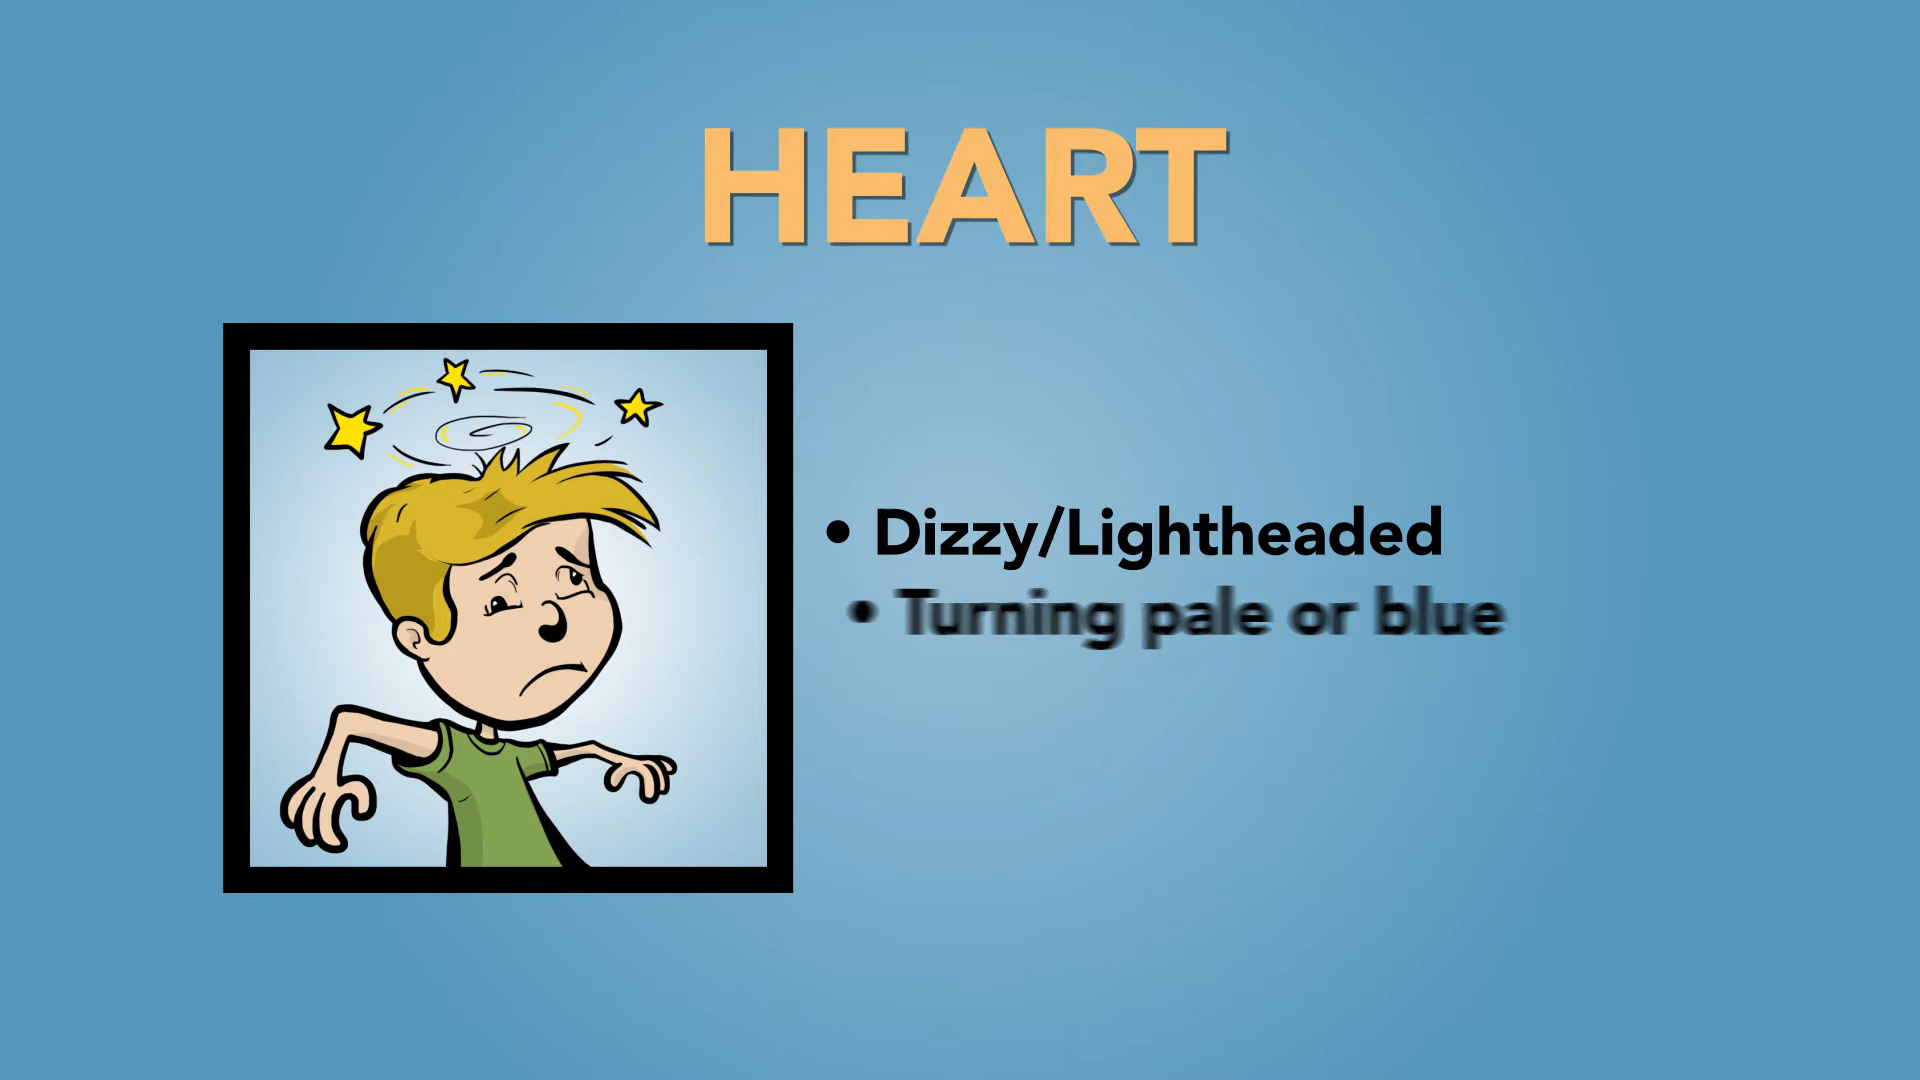 HEART
• Dizzy/Lightheaded
• Turning pale or blue